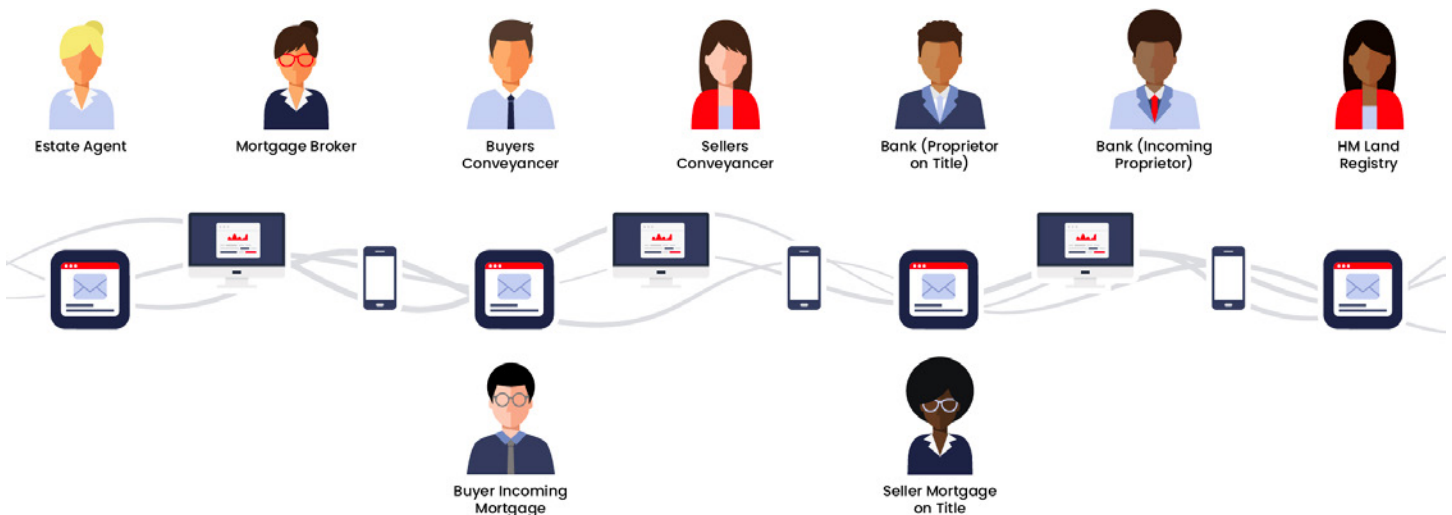 Estate Agent
Mortgage Broker
Buyers
Conveyancer
Sellers
Conveyancer
Bank (Proprietor
on Title)
Bank (Incoming
Proprietor)
HM Land
Registry
Buyer Incoming
Mortgage
Seller Mortgage
on Title